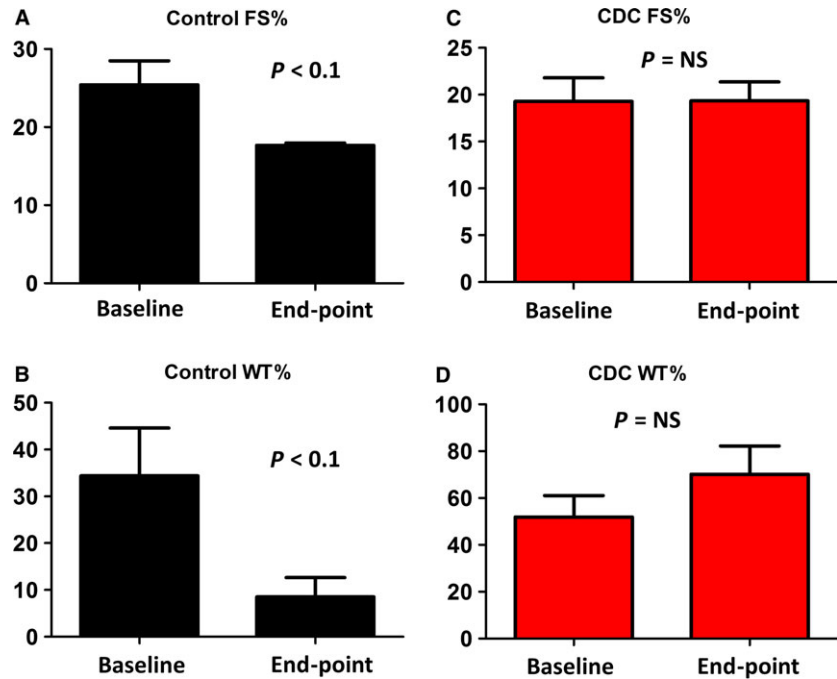 A
Control FS%
30
20
10
0
P < 0.1
Baseline
End-point
C
CDC FS%
25
20
15
10
5
0
P = NS
Baseline
End-point
B
Control WT%
50
40
30
20
10
0
P < 0.1
Baseline
End-point
D
CDC WT%
100
80
60
40
20
0
P = NS
Baseline
End-point